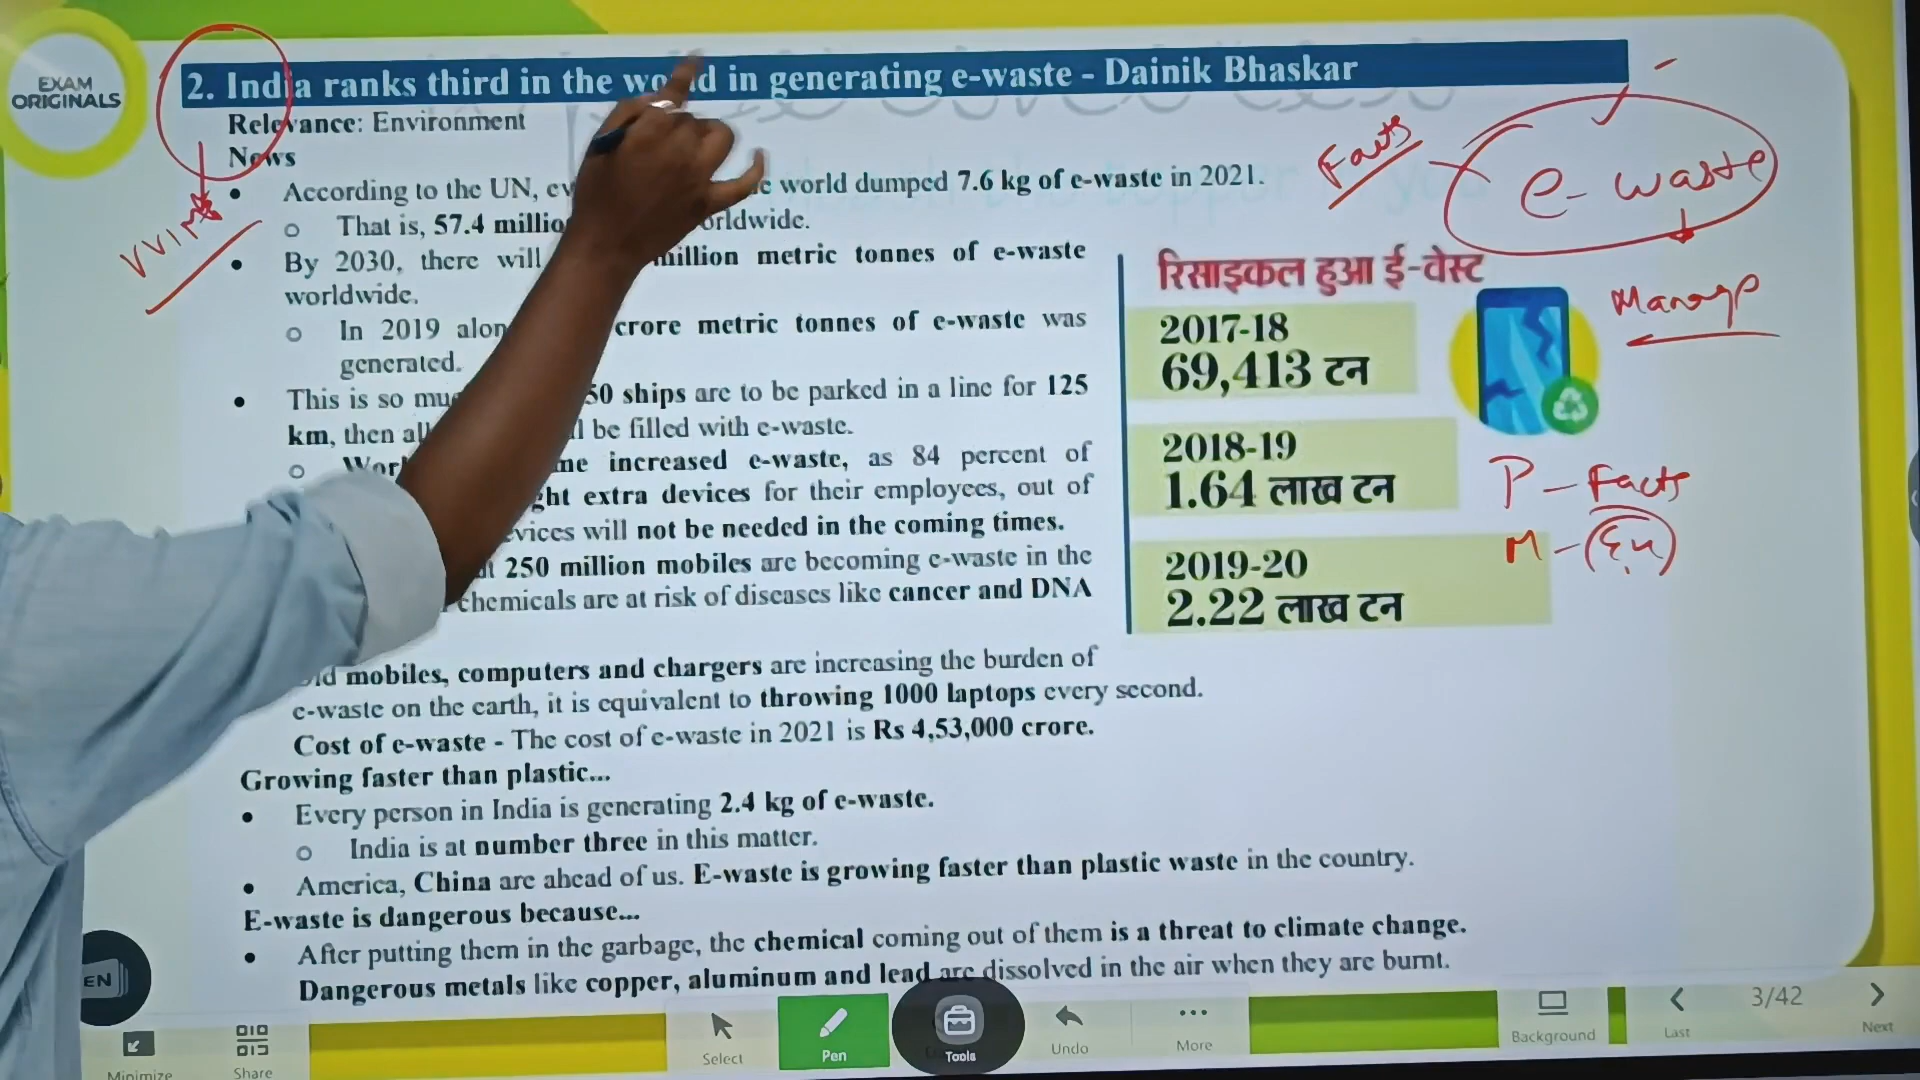 EXAM
ORIGINALS
2. India ranks third in the world in generating e-waste - Dainik Bhaskar
Relevance: Environment
News
According to the UN, world dumped 7.6 kg of e-waste in 2021.
That is, 57.4 orldwide.
By 2030, there will million metric tonnes of e-waste
worldwide.
In 2019 crore metric tonnes of e-waste was
generated.
This is so 50 ships are to be parked in a line for 125
km, then be filled with e-waste.
increased e-waste, as 84 percent of
extra devices for their employees, out of
vices will not be needed in the coming times.
250 million mobiles are becoming e-waste in the
chemicals are at risk of diseases like cancer and DNA
mobiles, computers and chargers are increasing the burden of
e-waste on the earth, it is equivalent to throwing 1000 laptops every second.
Cost of e-waste - The cost of e-waste in 2021 is Rs 4,53,000 crore.
Growing faster than plastic...
Every person in India is generating 2.4 kg of e-waste.
India is at number three in this matter.
America, China are ahead of us. E-waste is growing faster than plastic waste in the country.
E-waste is dangerous because...
After putting them in the garbage, the chemical coming out of them is a threat to climate change.
Dangerous metals like copper, aluminum and lead are dissolved in the air when they are burnt.
रिसाइकल हुआ ई-वेस्ट
2017-18
69,413 टन
2018-19
1.64 लाख टन
2019-20
2.22 लाख टन
Facts
e-waste
Manage
P - Facts
M -
EN
Minimize
Share
Select
Pen
Tools
Undo
More
Background
Last
3/42
Next